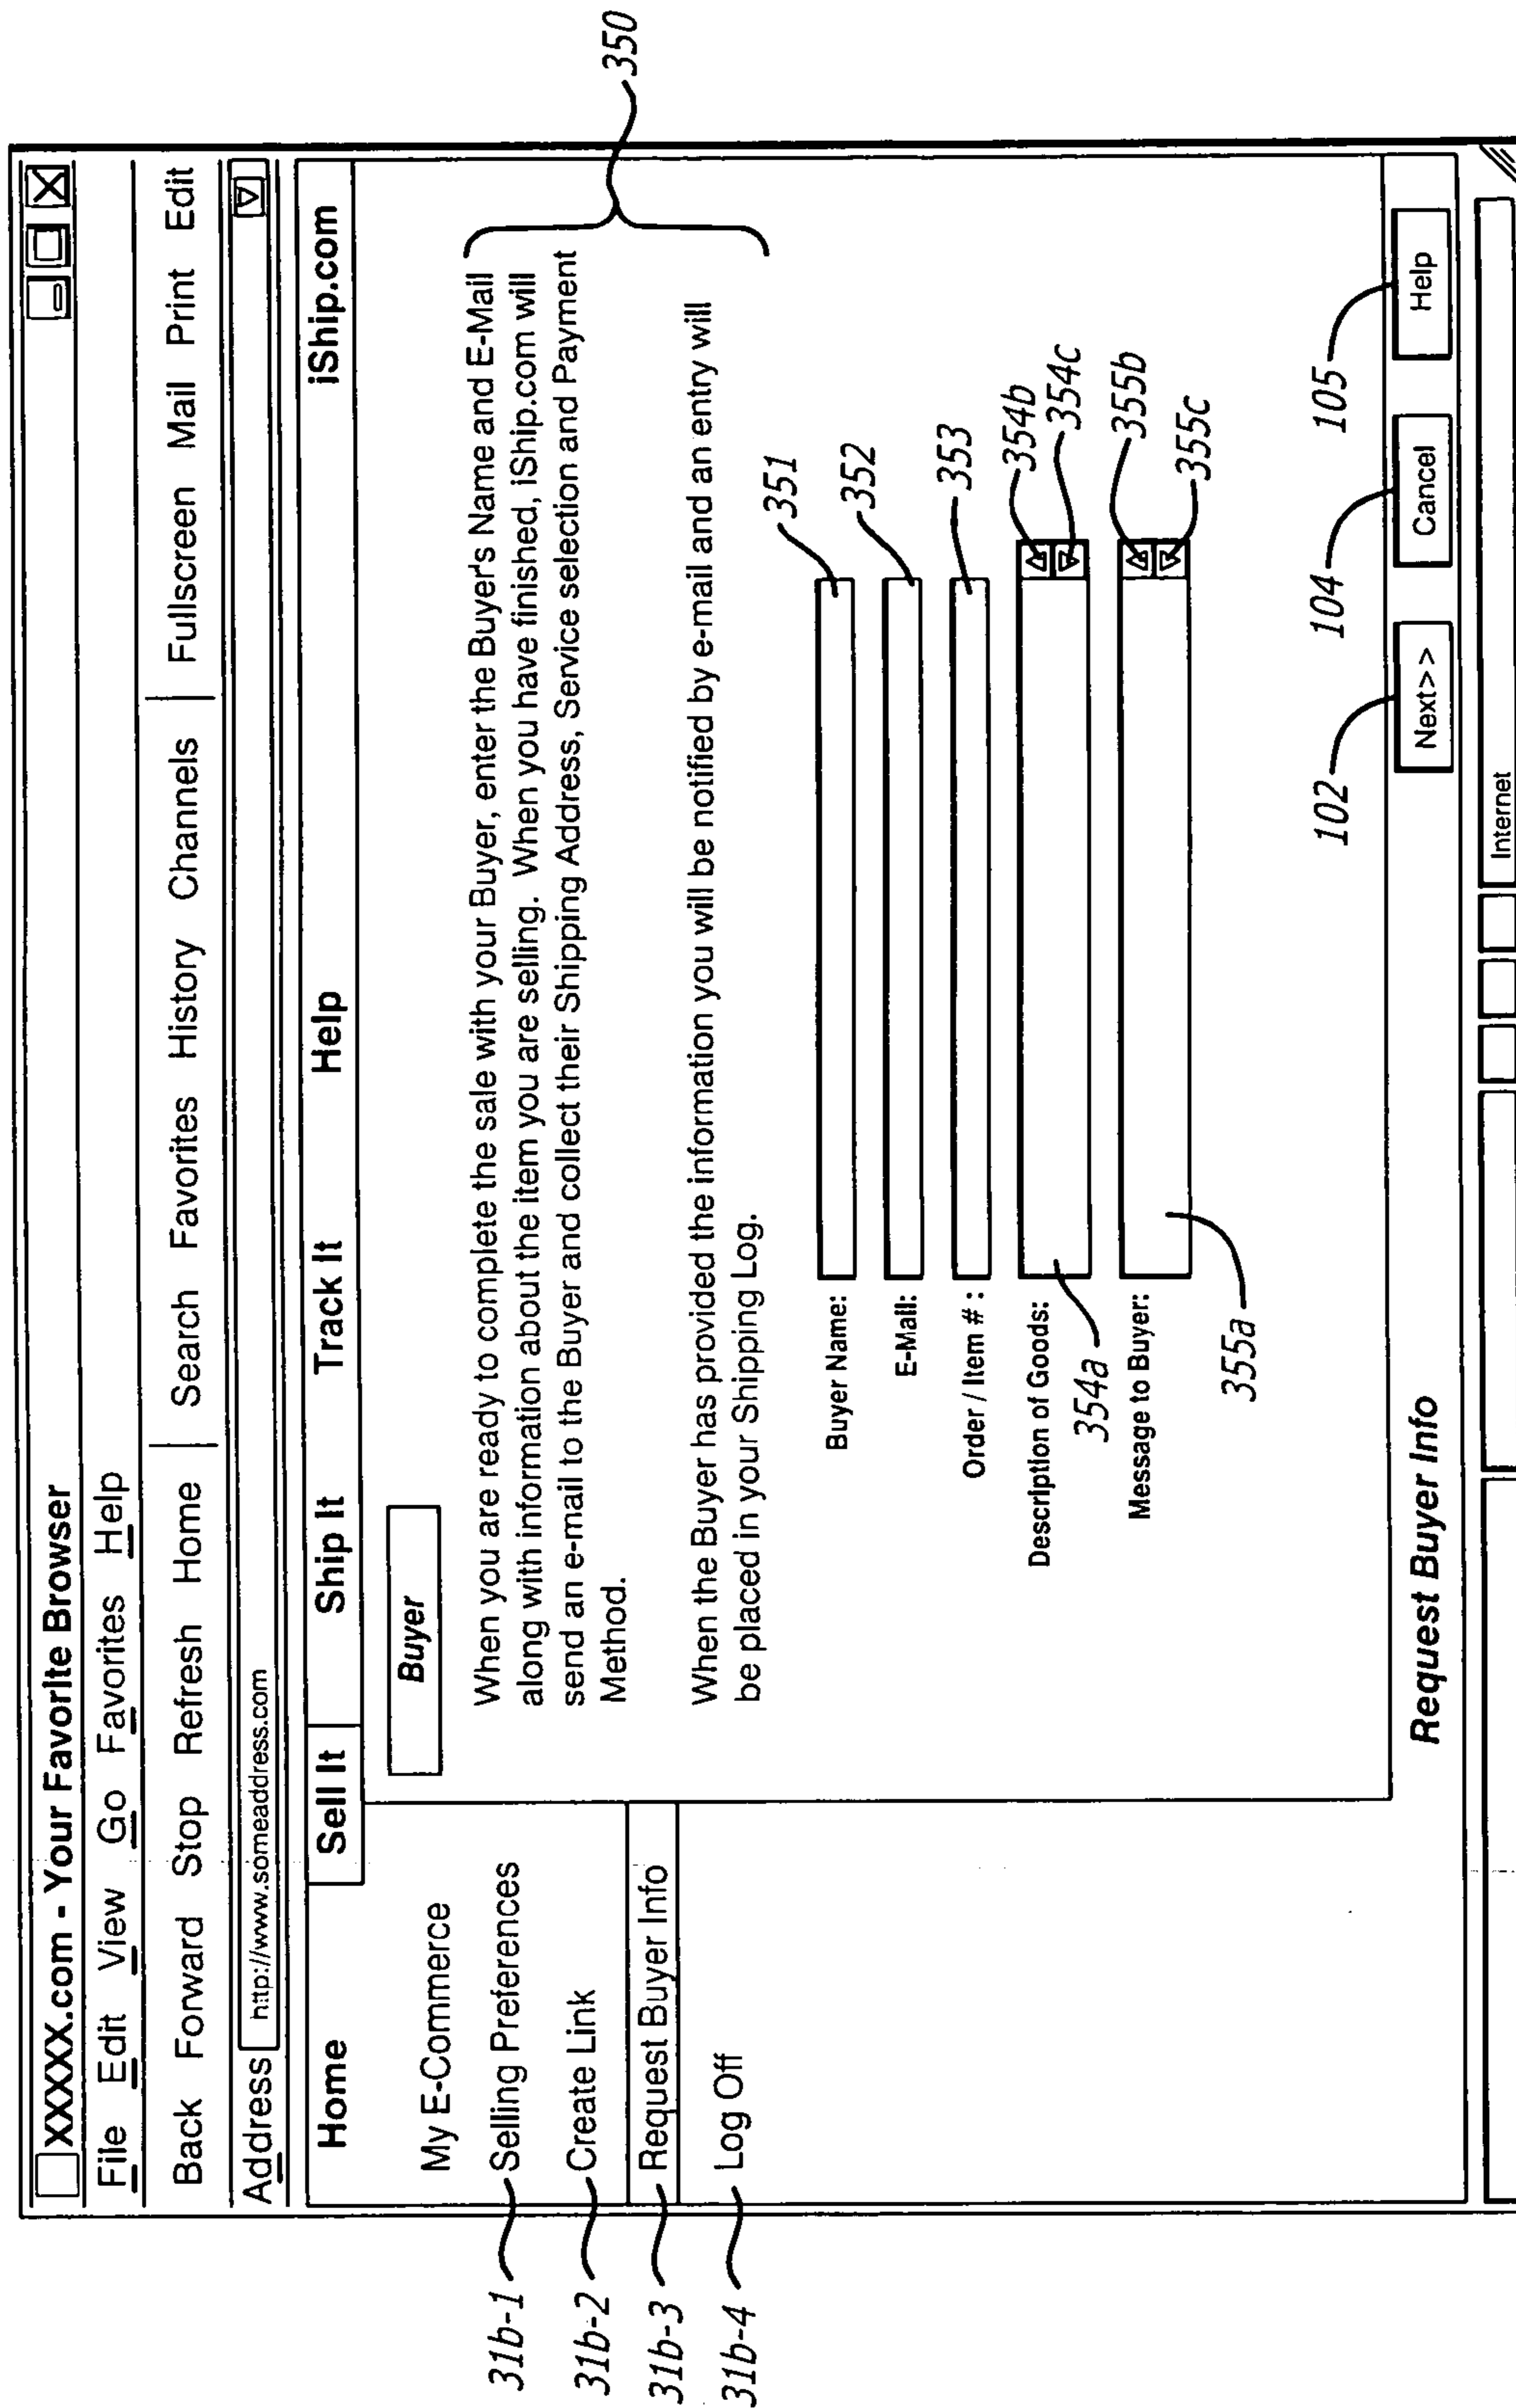 XXXXX.com - Your Favorite Browser
File Edit View Go Favorites Help
Back Forward Stop Refresh Home | Search Favorites History Channels | Fullscreen Mail Print Edit
Address http://www.someaddress.com
Home Sell It Ship It Track It Help iShip.com
My E-Commerce
31b-1 Selling Preferences
31b-2 Create Link
31b-3 Request Buyer Info
31b-4 Log Off
Buyer
When you are ready to complete the sale with your Buyer, enter the Buyer's Name and E-Mail
along with information about the item you are selling. When you have finished, iShip.com will
send an e-mail to the Buyer and collect their Shipping Address, Service selection and Payment
Method.
350
When the Buyer has provided the information you will be notified by e-mail and an entry will
be placed in your Shipping Log.
Buyer Name: 351
E-Mail: 352
Order / Item # : 353
Description of Goods: 354b
354a 354c
Message to Buyer: 355b
355a 355c
102 104 105
Request Buyer Info Next>> Cancel Help
Internet